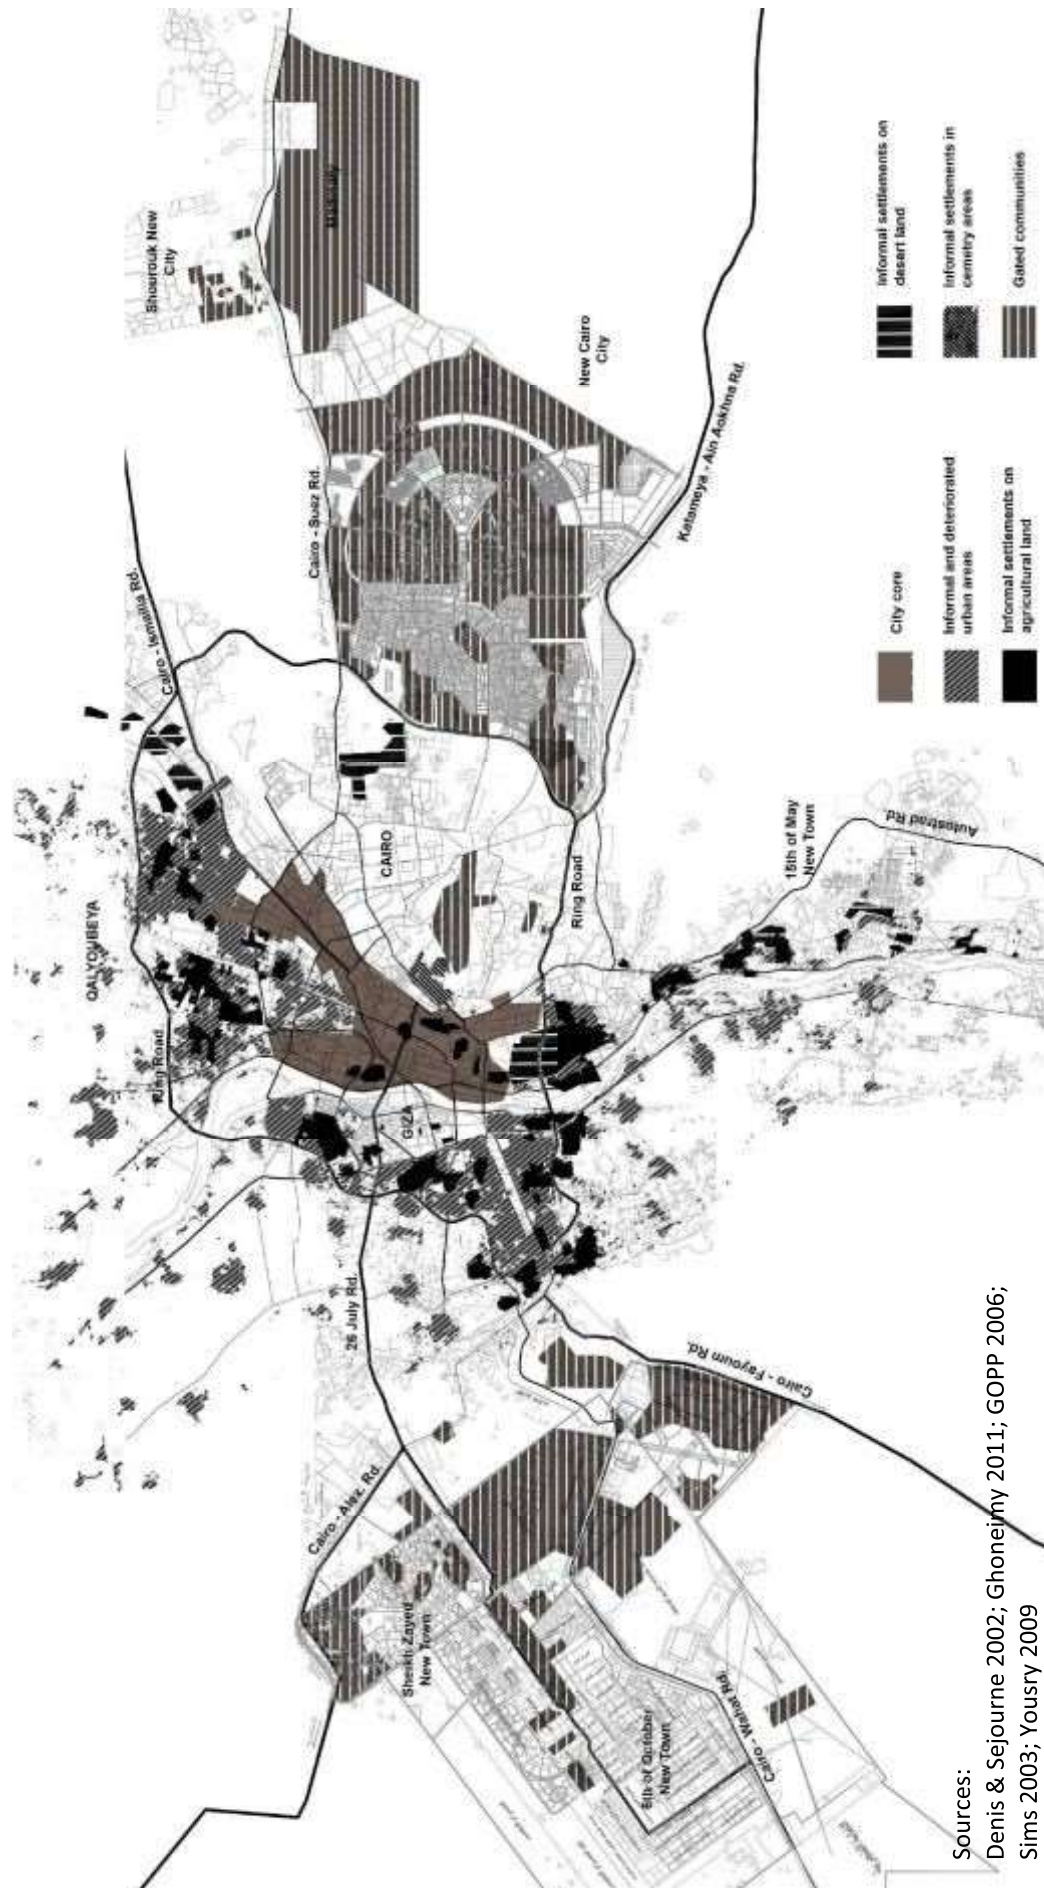 Shourouk New
City
Madinaty
New Cairo
City
Cairo - Suez Rd.
Katameya - Ain Aokhna Rd.
Cairo - Ismailia Rd.
QALYOUBEYA
CAIRO
Ring Road
Ring Road
15th of May
New Town
Autostrad Rd.
GIZA
26 July Rd.
Cairo - Fayoum Rd.
Cairo - Alex Rd.
Sheikh Zayed
New Town
6th of October
New Town
Cairo - Wahat Rd.
City core
Informal and deteriorated
urban areas
Informal settlements on
agricultural land
Informal settlements on
desert land
Informal settlements in
cemetry areas
Gated communities
Sources:
Denis & Sejourne 2002; Ghoneimy 2011; GOPP 2006;
Sims 2003; Yousry 2009